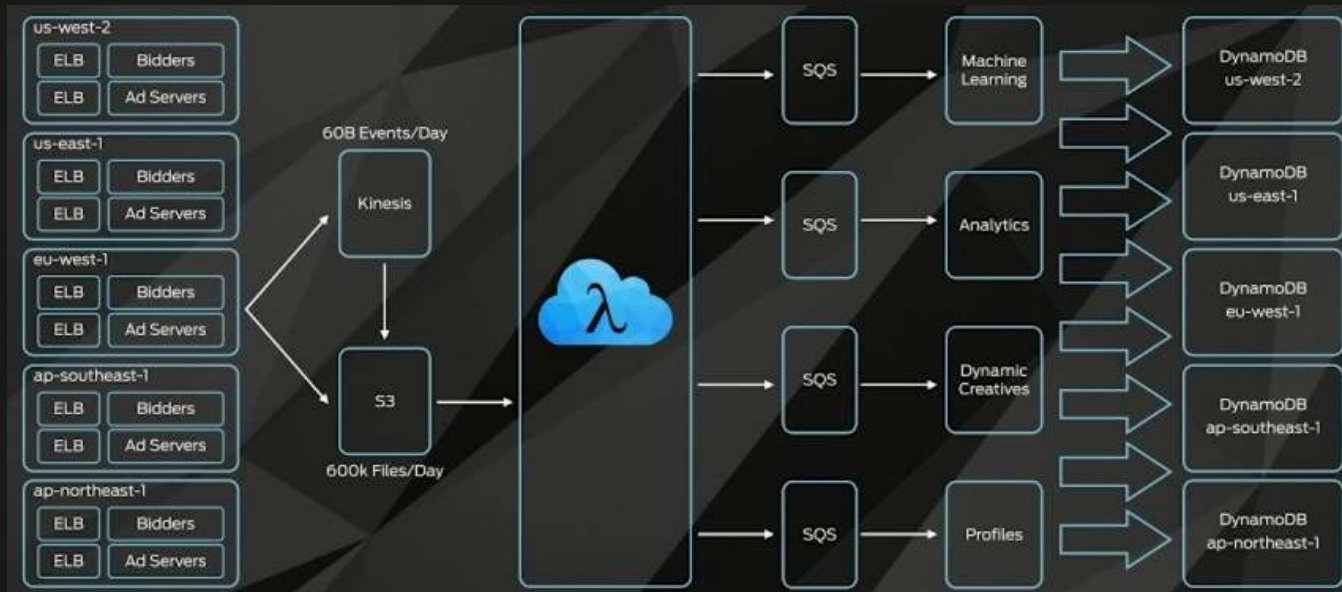 us-west-2
ELB Bidders
ELB Ad Servers
us-east-1
ELB Bidders
ELB Ad Servers
eu-west-1
ELB Bidders
ELB Ad Servers
ap-southeast-1
ELB Bidders
ELB Ad Servers
ap-northeast-1
ELB Bidders
ELB Ad Servers
60B Events/Day
Kinesis
S3
600k Files/Day
λ
SQS
SQS
SQS
SQS
Machine
Learning
Analytics
Dynamic
Creatives
Profiles
DynamoDB
us-west-2
DynamoDB
us-east-1
DynamoDB
eu-west-1
DynamoDB
ap-southeast-1
DynamoDB
ap-northeast-1